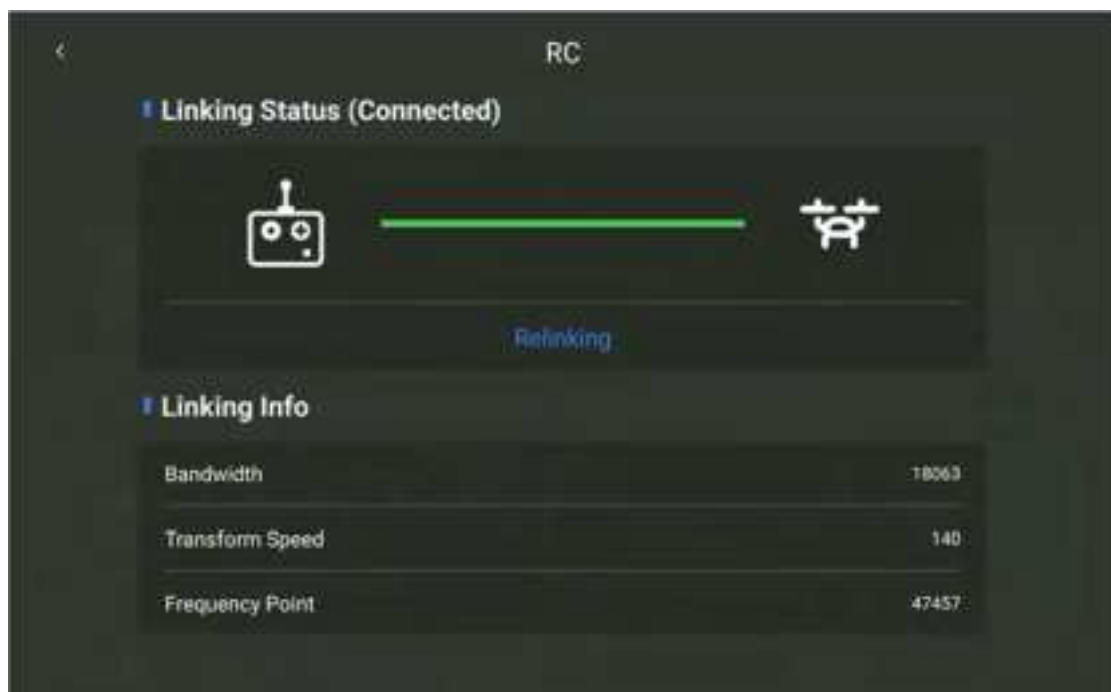 RC
Linking Status (Connected)
Relinking
Linking Info
Bandwidth 18063
Transform Speed 140
Frequency Point 47457